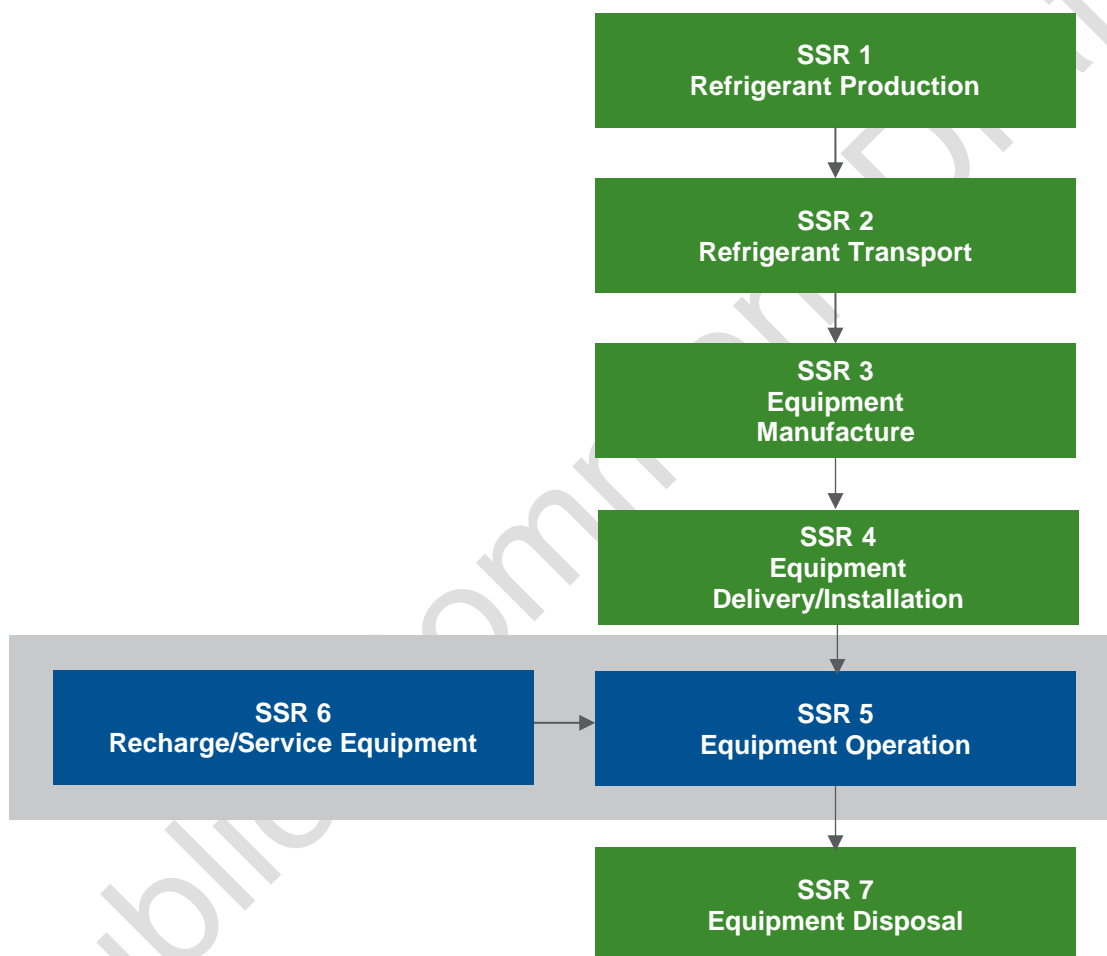 SSR 1
Refrigerant Production
SSR 2
Refrigerant Transport
SSR 3
Equipment
Manufacture
SSR 4
Equipment
Delivery/Installation
SSR 6
Recharge/Service Equipment
SSR 5
Equipment Operation
SSR 7
Equipment Disposal